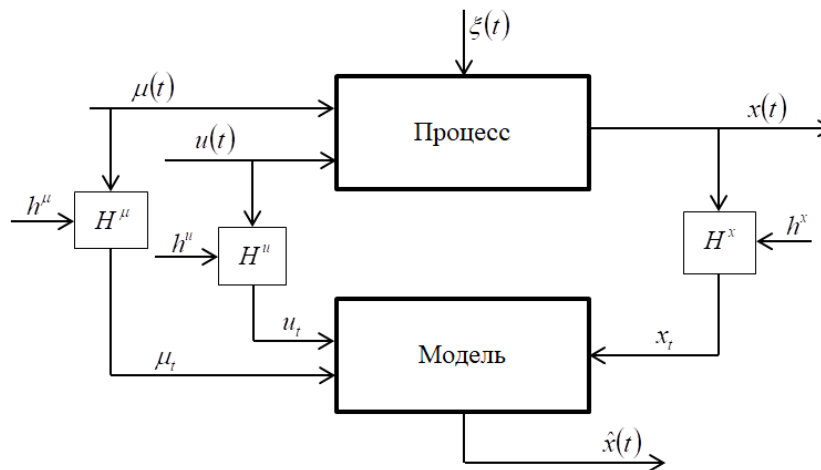 ξ(t)
μ(t)
x(t)
Процесс
u(t)
h^μ
H^μ
h^u
H^u
H^x
h^x
u_t
Модель
x_t
μ_t
x̂(t)